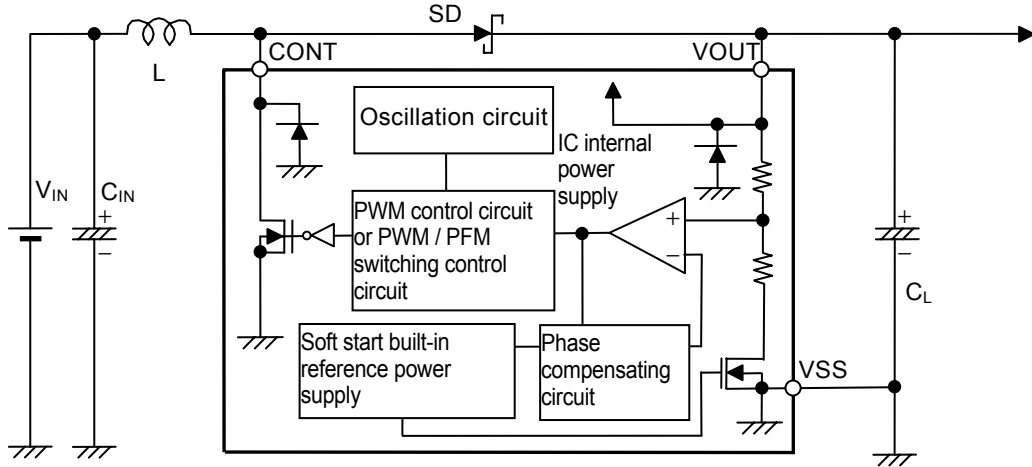 SD
CONT
VOUT
L
Oscillation circuit
IC internal
power
supply
VIN
CIN
+
−
PWM control circuit
or PWM / PFM
switching control
circuit
+
−
+
−
CL
Soft start built-in
reference power
supply
Phase
compensating
circuit
VSS